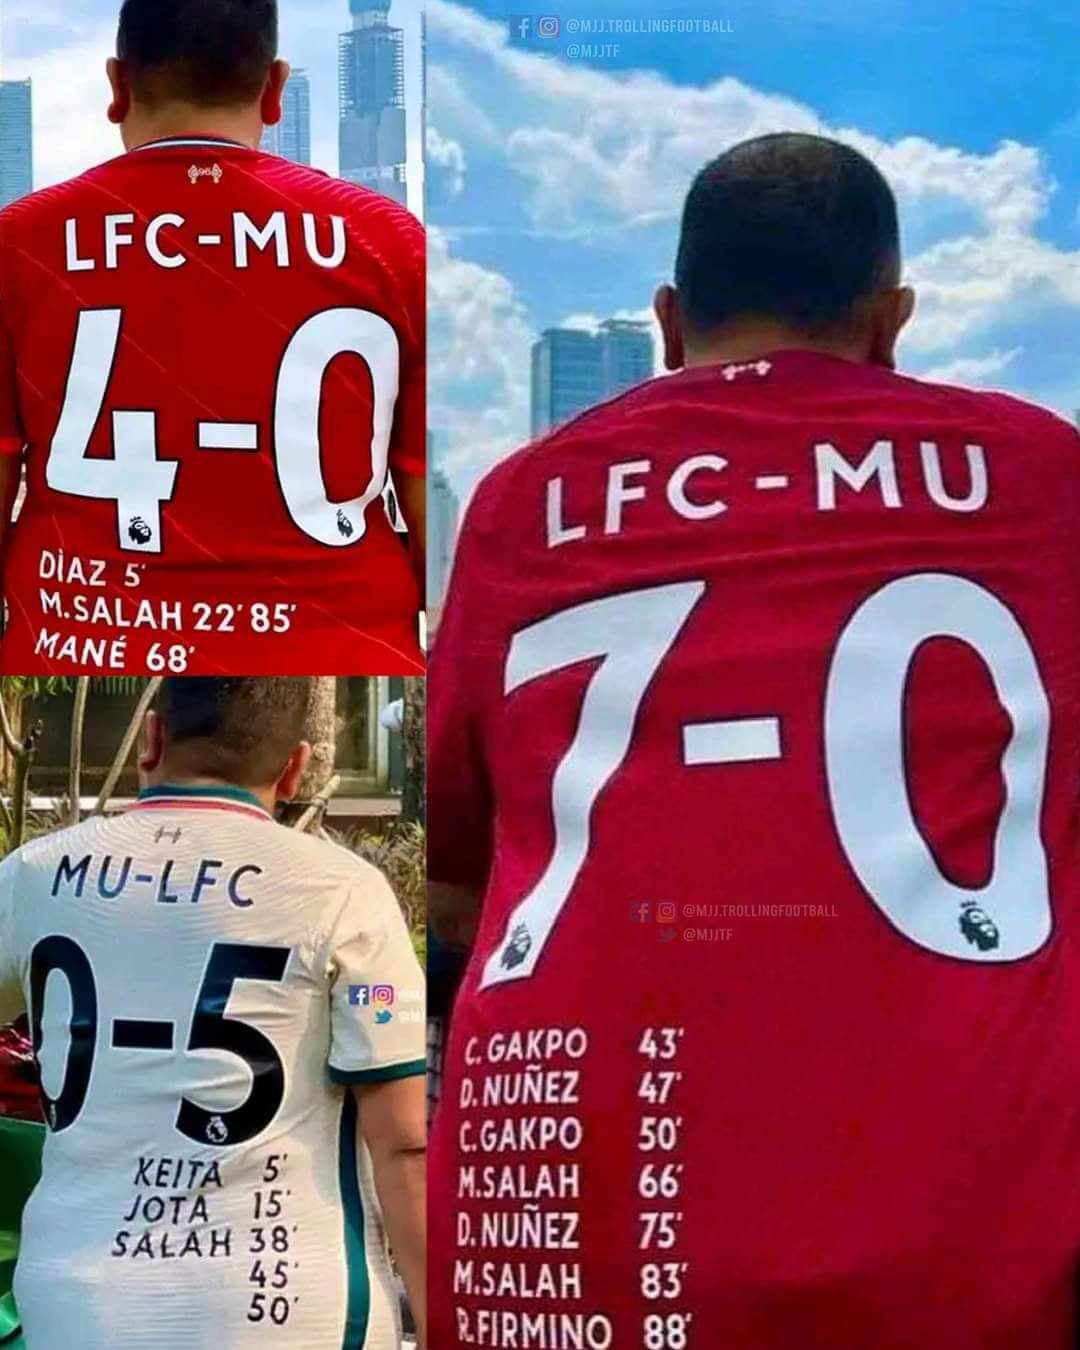 @MJJ.TROLLINGFOOTBALL
@MJJTF
96
LFC-MU
4-0
DÌAZ 5'
M.SALAH 22' 85'
MANÉ 68'
MU-LFC
0-5
KEITA 5'
JOTA 15'
SALAH 38'
45'
50'
LFC-MU
7-0
@MJJ.TROLLINGFOOTBALL
@MJJTF
C. GAKPO 43'
D. NUÑEZ 47'
C. GAKPO 50'
M.SALAH 66'
D. NUÑEZ 75'
M.SALAH 83'
R.FIRMINO 88'